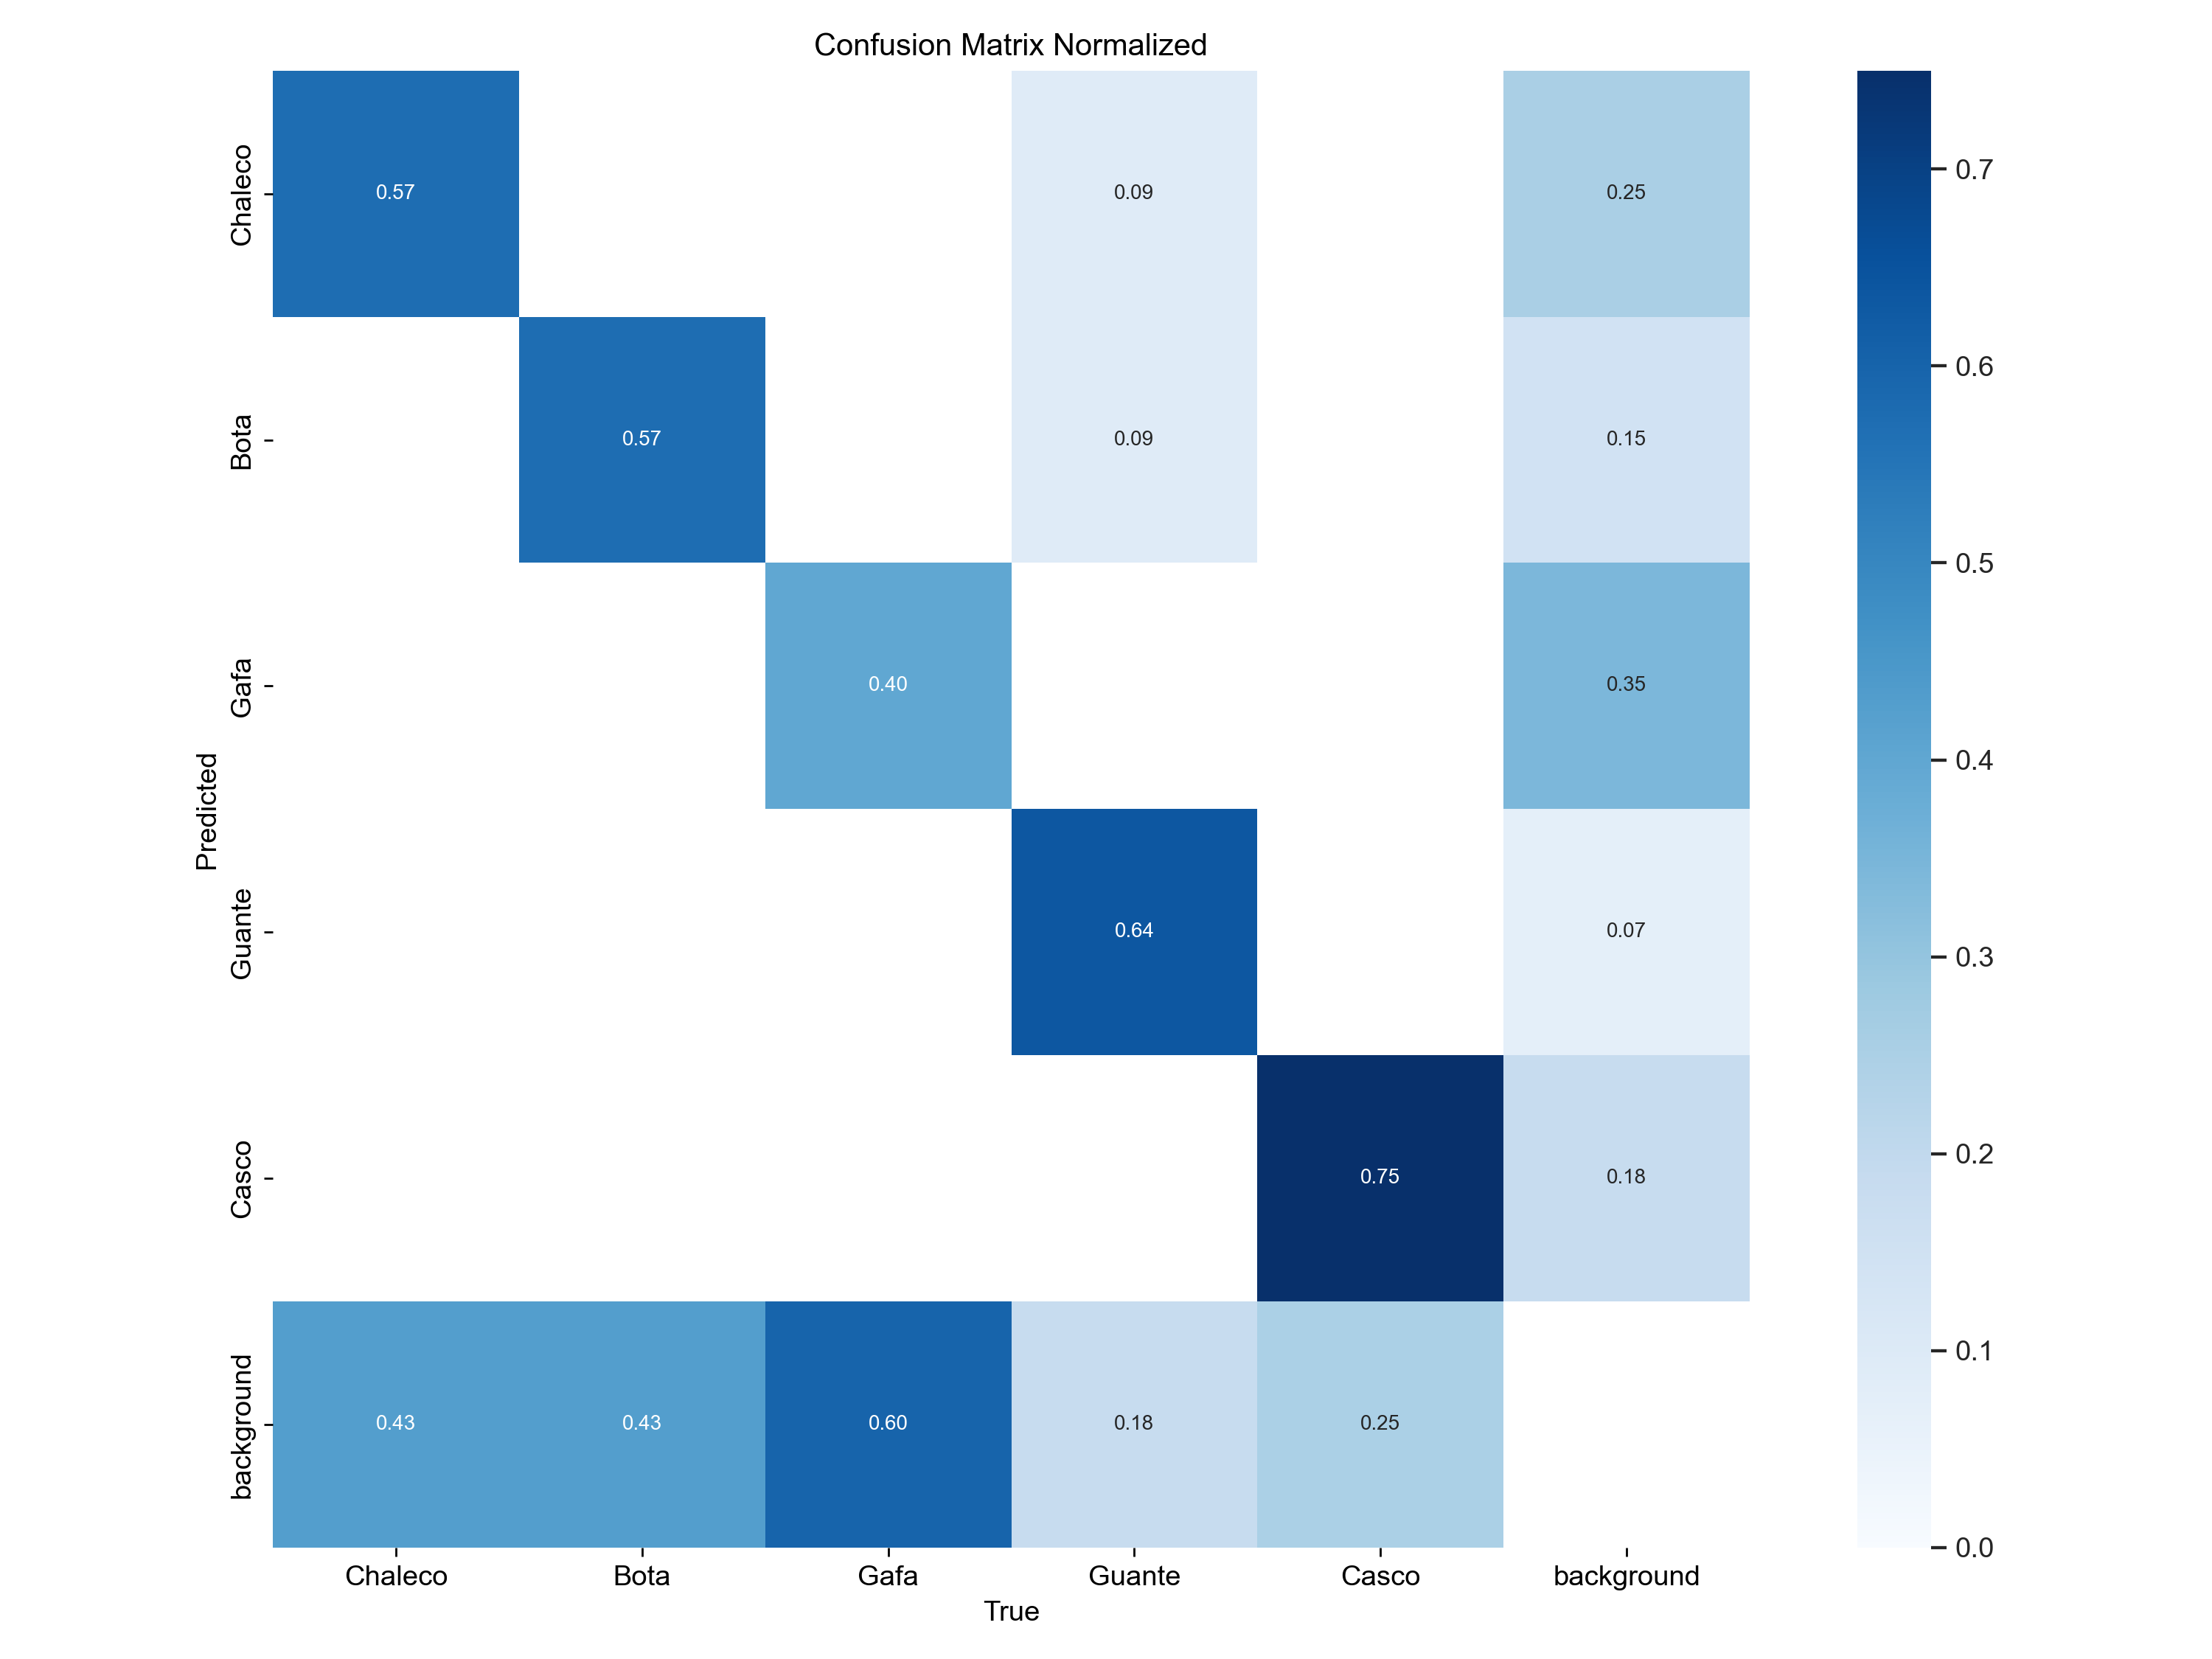 Confusion Matrix Normalized
Chaleco
0.57
0.09
0.25
Bota
0.57
0.09
0.15
Gafa
0.40
0.35
Guante
0.64
0.07
Casco
0.75
0.18
background
0.43
0.43
0.60
0.18
0.25
Predicted
Chaleco
Bota
Gafa
Guante
Casco
background
True
0.7
0.6
0.5
0.4
0.3
0.2
0.1
0.0